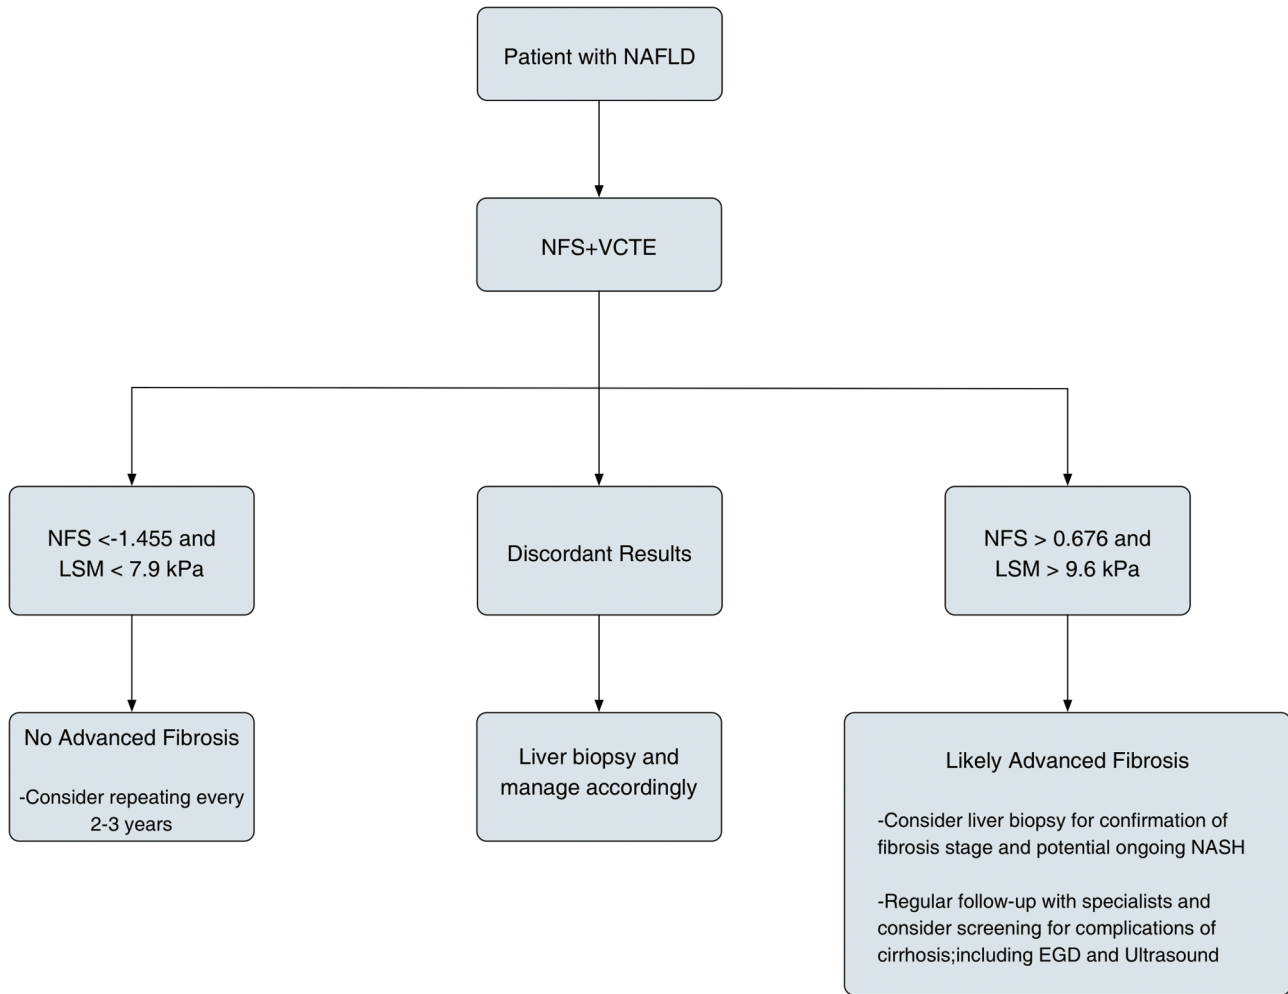 Patient with NAFLD
NFS+VCTE
NFS <-1.455 and
LSM < 7.9 kPa
Discordant Results
NFS > 0.676 and
LSM > 9.6 kPa
No Advanced Fibrosis
-Consider repeating every
2-3 years
Liver biopsy and
manage accordingly
Likely Advanced Fibrosis
-Consider liver biopsy for confirmation of
fibrosis stage and potential ongoing NASH
-Regular follow-up with specialists and
consider screening for complications of
cirrhosis;including EGD and Ultrasound